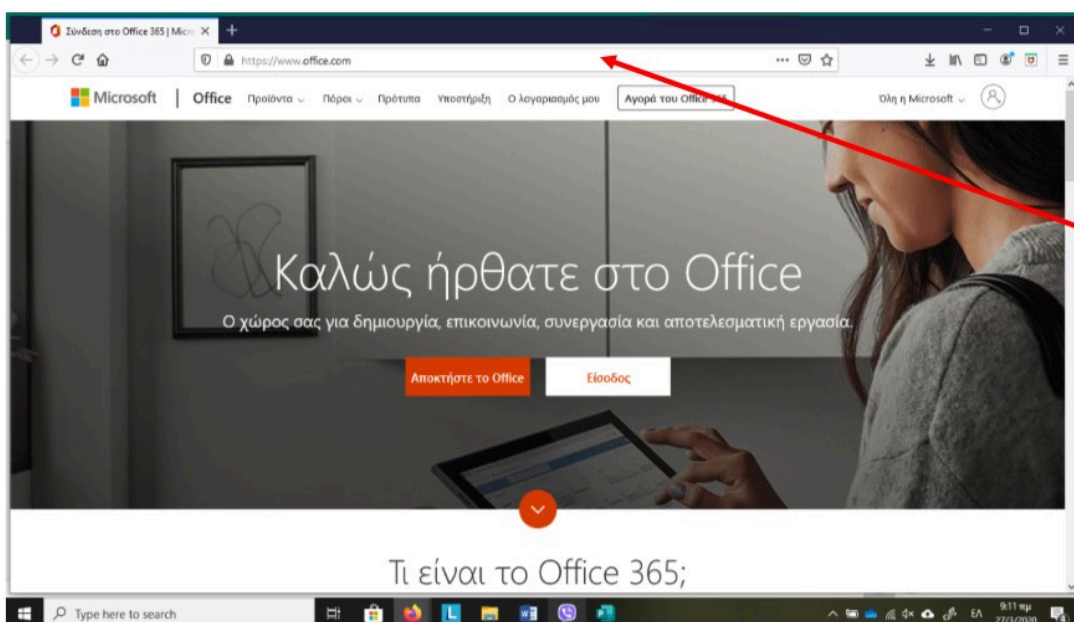 Σύνδεση στο Office 365 | Micro
https://www.office.com
Microsoft | Office Προϊόντα Πόροι Πρότυπα Υποστήριξη Ο λογαριασμός μου Αγορά του Office 365 Όλη η Microsoft
Καλώς ήρθατε στο Office
Ο χώρος σας για δημιουργία, επικοινωνία, συνεργασία και αποτελεσματική εργασία.
Αποκτήστε το Office Είσοδος
Τι είναι το Office 365;
Type here to search ΕΛ 9:11 πμ
27/3/2020